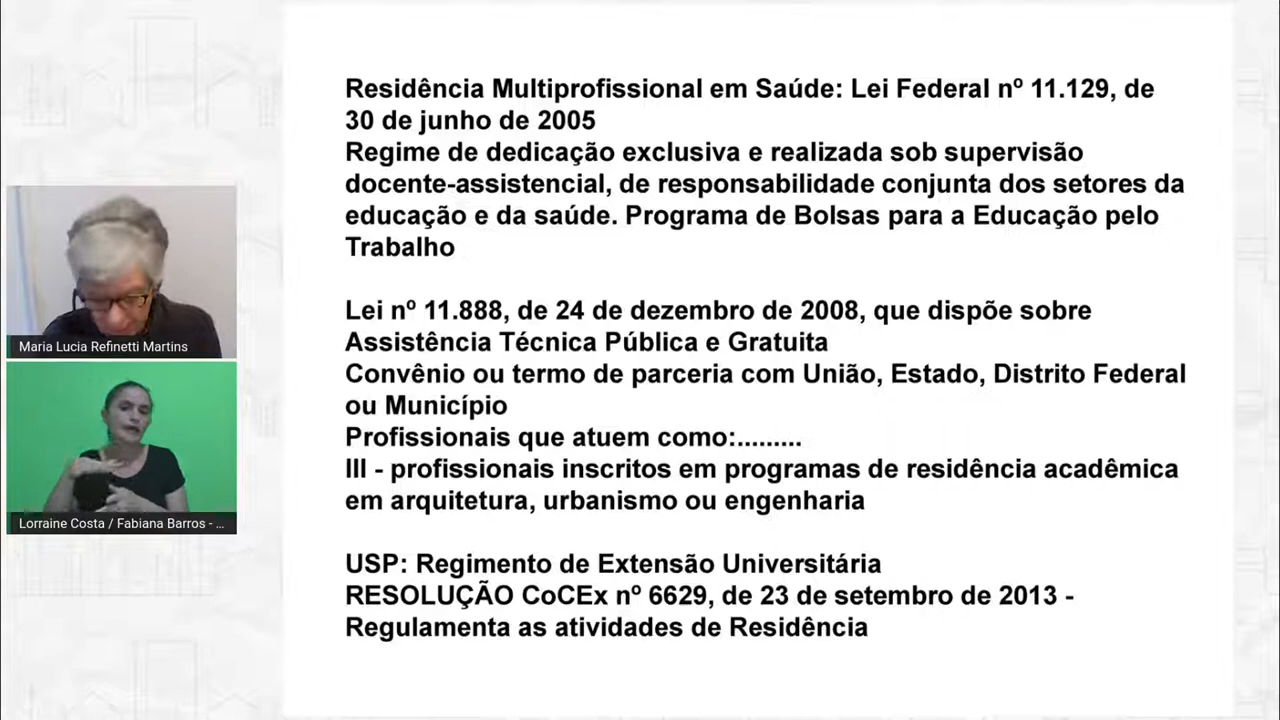 Residência Multiprofissional em Saúde: Lei Federal nº 11.129, de
30 de junho de 2005
Regime de dedicação exclusiva e realizada sob supervisão
docente-assistencial, de responsabilidade conjunta dos setores da
educação e da saúde. Programa de Bolsas para a Educação pelo
Trabalho
Lei nº 11.888, de 24 de dezembro de 2008, que dispõe sobre
Assistência Técnica Pública e Gratuita
Convênio ou termo de parceria com União, Estado, Distrito Federal
ou Município
Profissionais que atuem como:.........
III - profissionais inscritos em programas de residência acadêmica
em arquitetura, urbanismo ou engenharia
USP: Regimento de Extensão Universitária
RESOLUÇÃO CoCEx nº 6629, de 23 de setembro de 2013 -
Regulamenta as atividades de Residência
Maria Lucia Refinetti Martins
Lorraine Costa / Fabiana Barros - ...